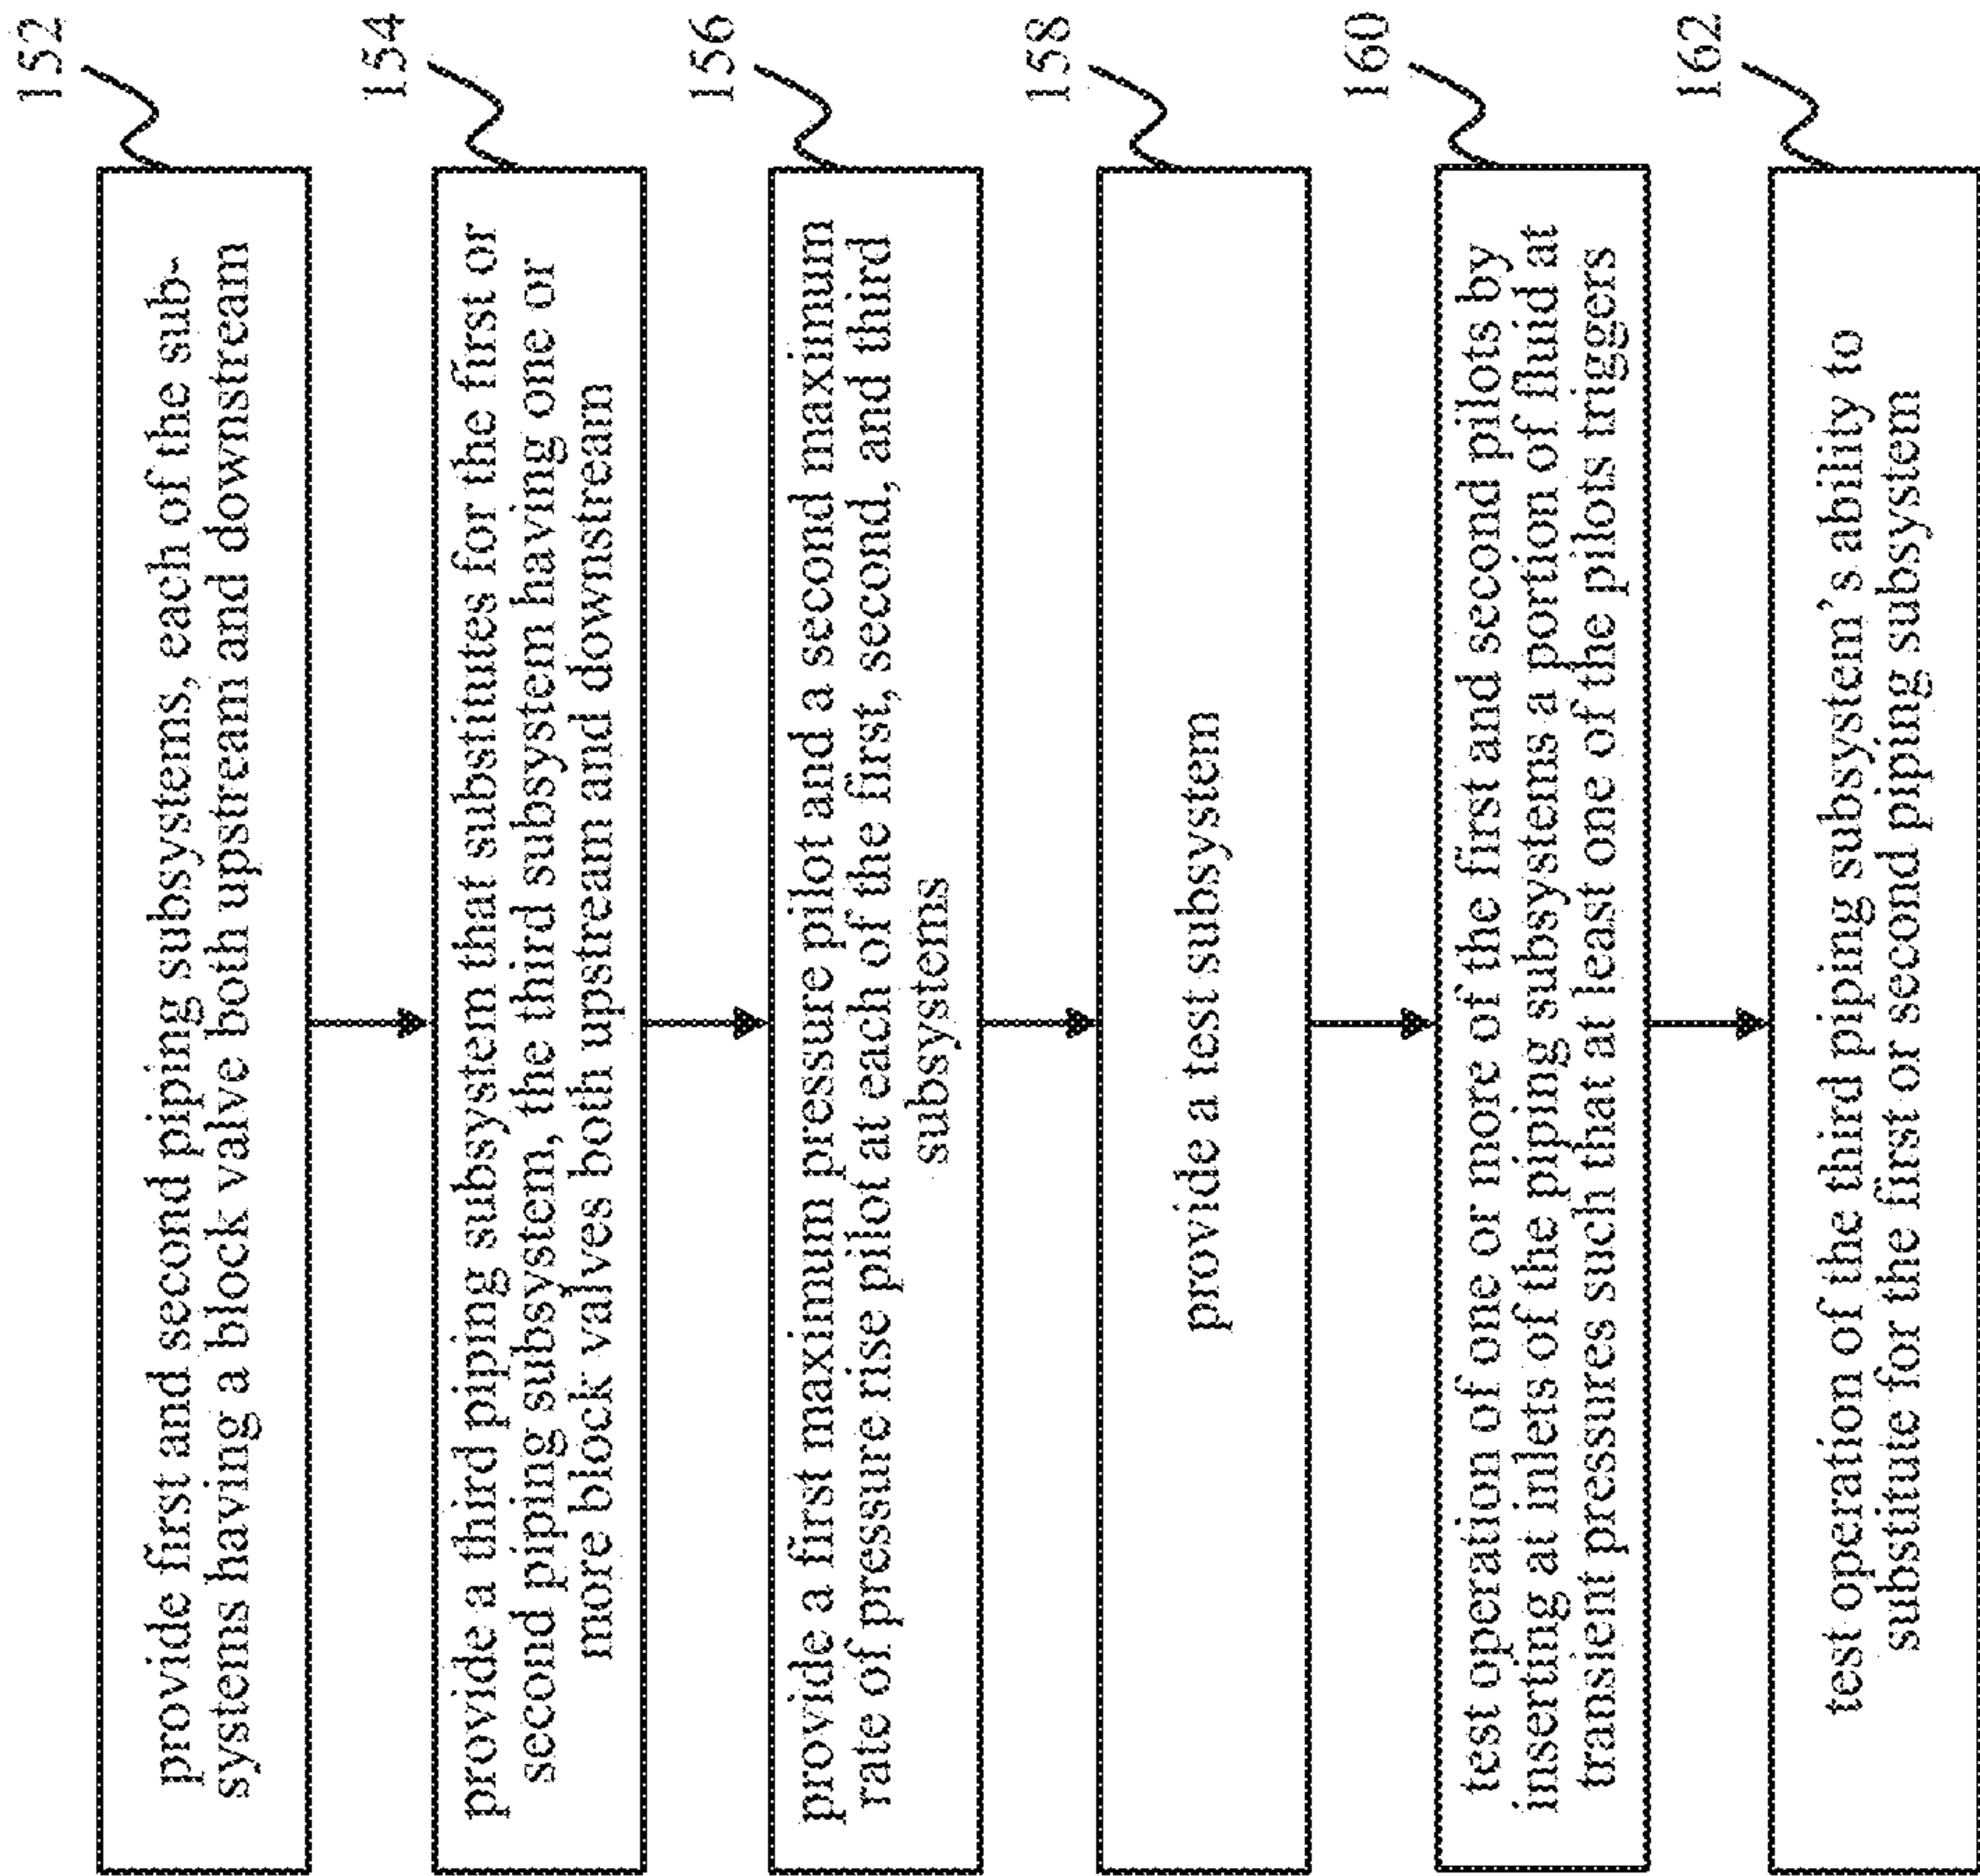 152
provide first and second piping subsystems, each of the sub-
systems having a block valve both upstream and downstream
154
provide a third piping subsystem that substitutes for the first or
second piping subsystem, the third subsystem having one or
more block valves both upstream and downstream
156
provide a first maximum pressure pilot and a second maximum
rate of pressure rise pilot at each of the first, second, and third
subsystems
158
provide a test subsystem
160
test operation of one or more of the first and second pilots by
inserting at inlets of the piping subsystems a portion of fluid at
transient pressures such that at least one of the pilots triggers
162
test operation of the third piping subsystem's ability to
substitute for the first or second piping subsystem